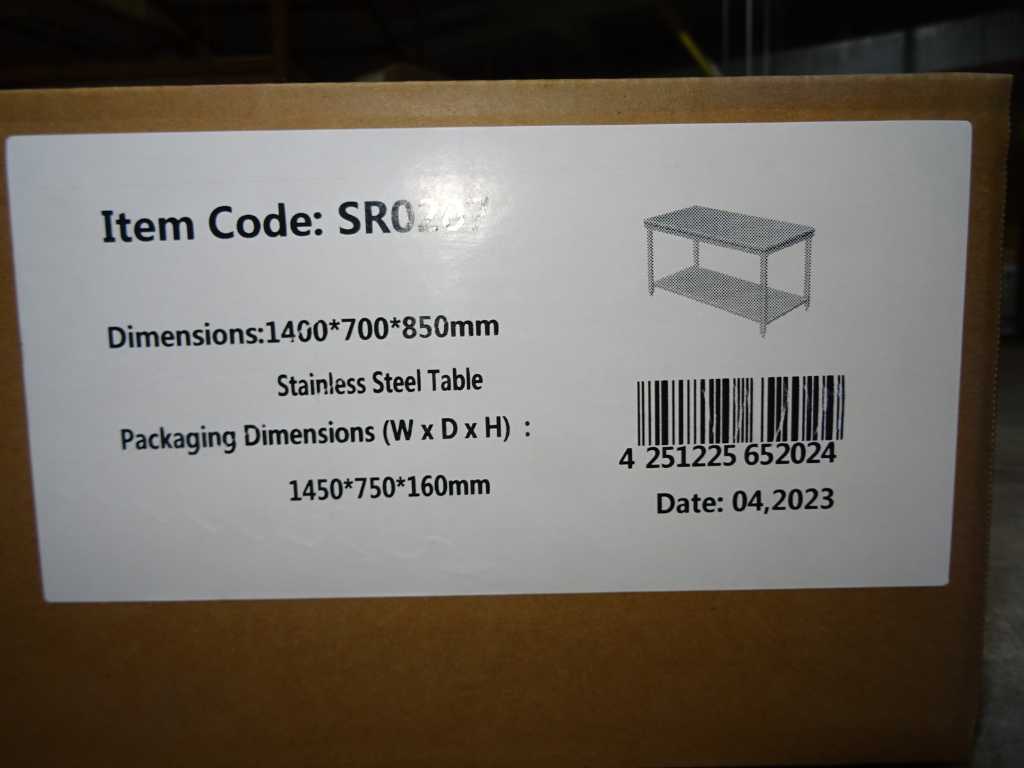 Item Code:
Dimensions:1400*700*850mm
Stainless Steel Table
Packaging Dimensions (W x D x H) :
1450*750*160mm
4 251225 652024
Date: 04,2023